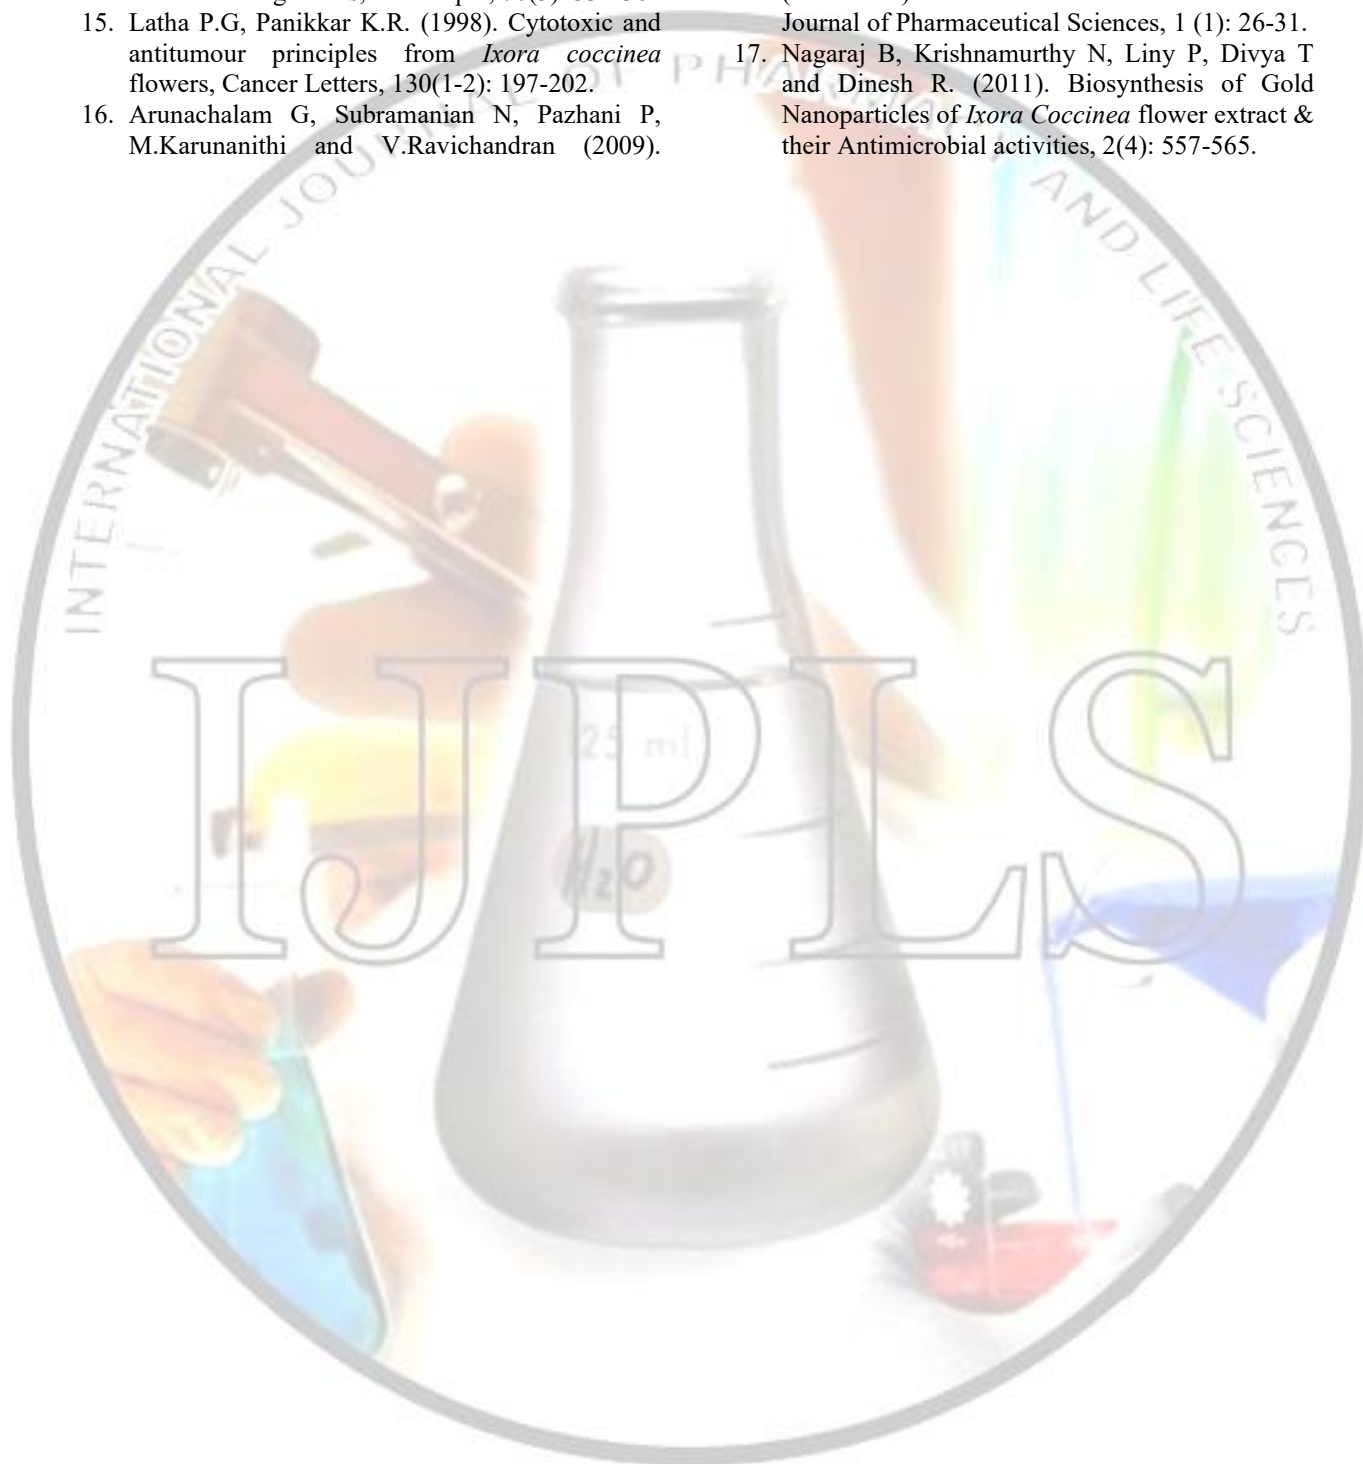 15. Latha P.G, Panikkar K.R. (1998). Cytotoxic and
antitumour principles from Ixora coccinea
flowers, Cancer Letters, 130(1-2): 197-202.
16. Arunachalam G, Subramanian N, Pazhani P,
M.Karunanithi and V.Ravichandran (2009).
Journal of Pharmaceutical Sciences, 1 (1): 26-31.
17. Nagaraj B, Krishnamurthy N, Liny P, Divya T
and Dinesh R. (2011). Biosynthesis of Gold
Nanoparticles of Ixora Coccinea flower extract &
their Antimicrobial activities, 2(4): 557-565.
INTERNATIONAL JOURNAL OF PHARMACY AND LIFE SCIENCES
25 ml
IJPLS
H₂O